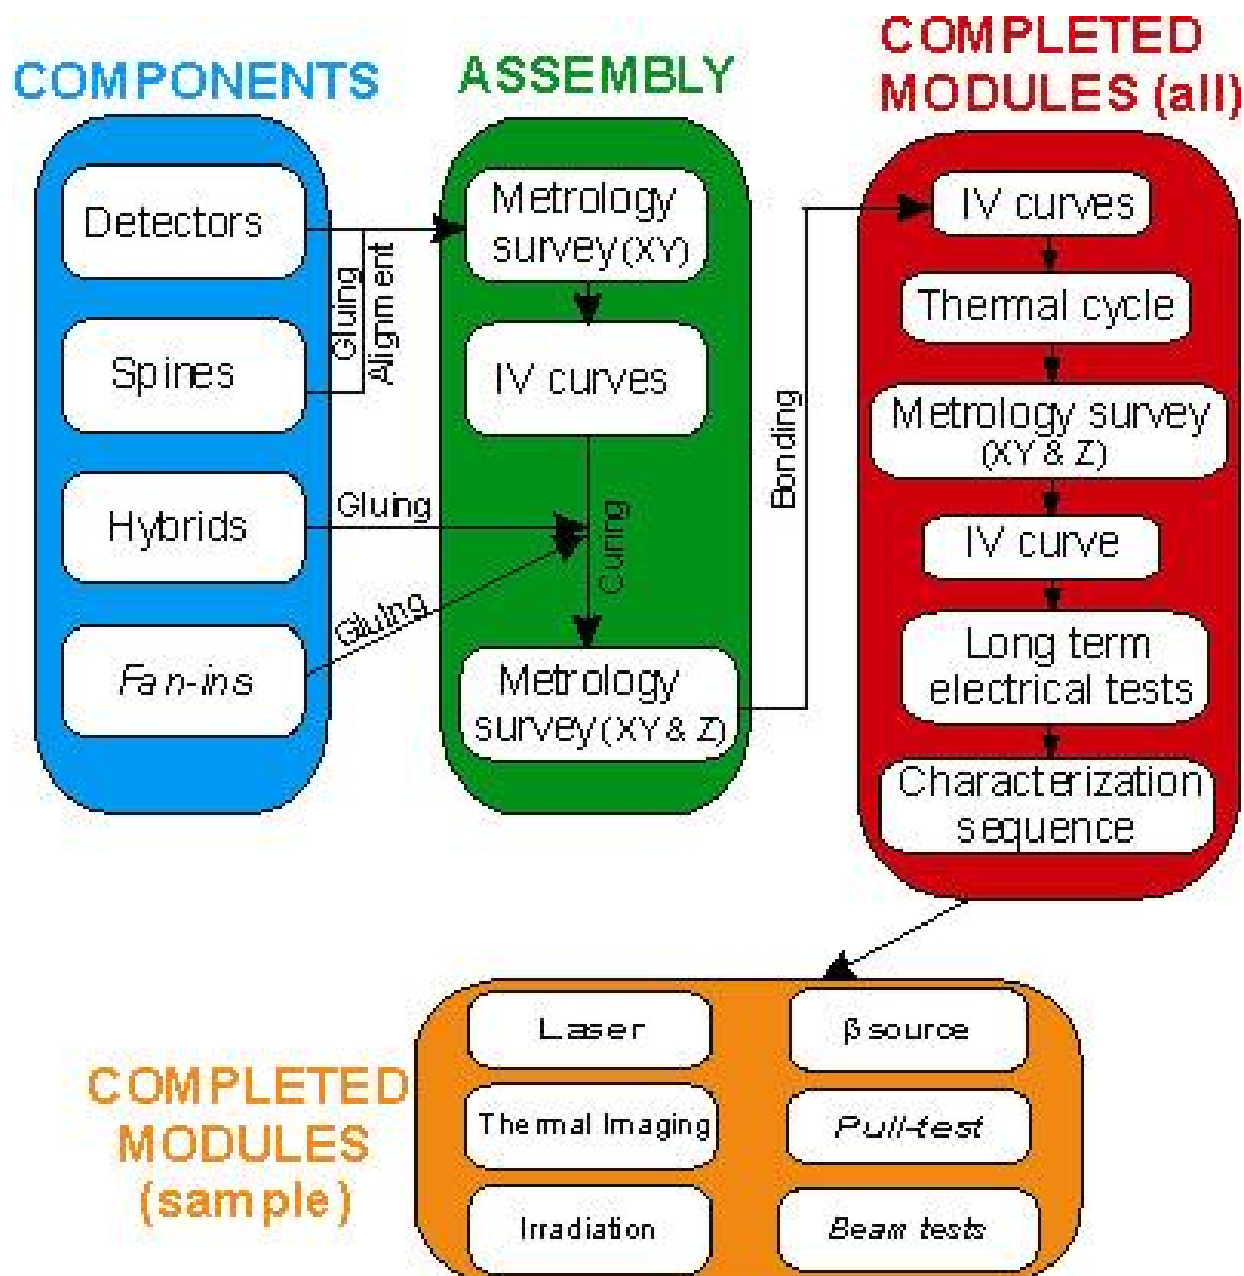 COMPONENTS
Detectors
Spines
Hybrids
Fan-ins
Gluing
Alignment
Gluing
Gluing
ASSEMBLY
Metrology
survey (XY)
IV curves
Curing
Metrology
survey (XY & Z)
Bonding
COMPLETED
MODULES (all)
IV curves
Thermal cycle
Metrology survey
(XY & Z)
IV curve
Long term
electrical tests
Characterization
sequence
COMPLETED
MODULES
(sample)
Laser
β source
Thermal Imaging
Pull-test
Irradiation
Beam tests